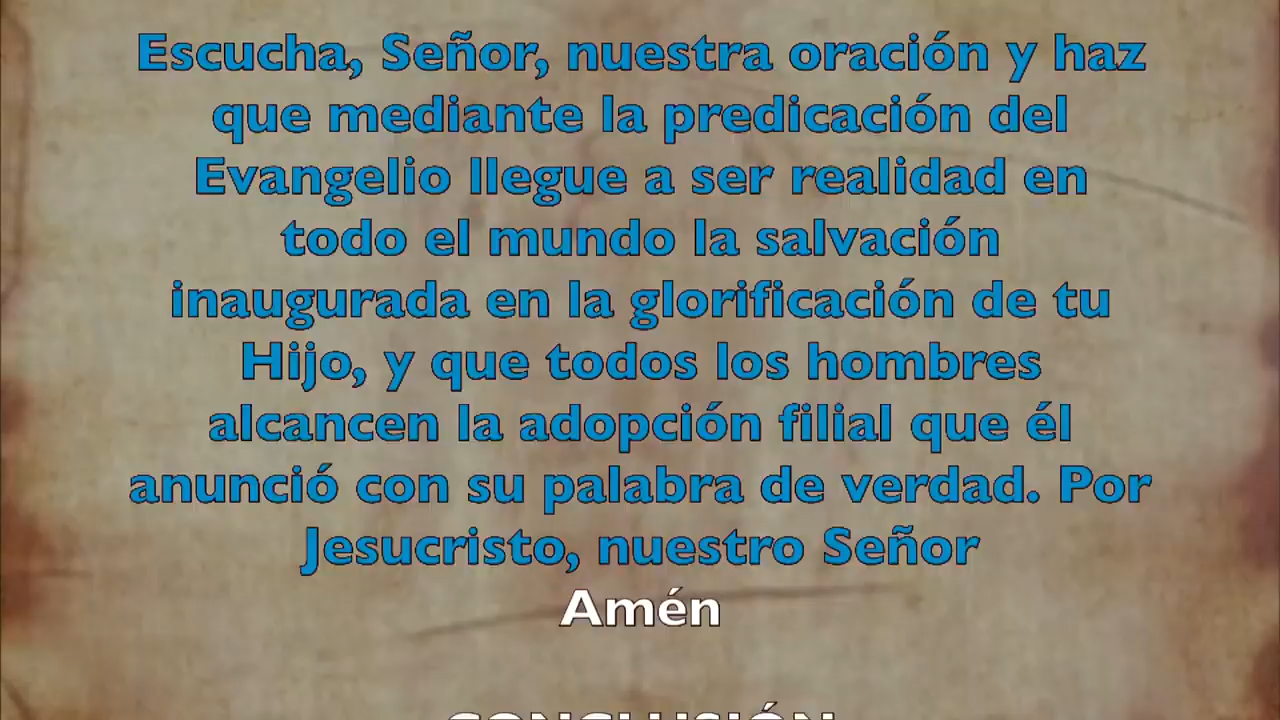 Escucha, Señor, nuestra oración y haz
que mediante la predicación del
Evangelio llegue a ser realidad en
todo el mundo la salvación
inaugurada en la glorificación de tu
Hijo, y que todos los hombres
alcancen la adopción filial que él
anunció con su palabra de verdad. Por
Jesucristo, nuestro Señor
Amén
CONCLUSIÓN